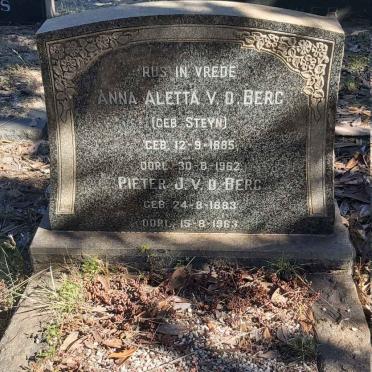 RUS IN VREDE
ANNA ALETTA V. D. BERG
(GEB. STEYN)
GEB. 12-9-1885
OORL. 30-8-1962
PIETER J. V. D. BERG
GEB. 24-8-1883
OORL. 15-8-1963